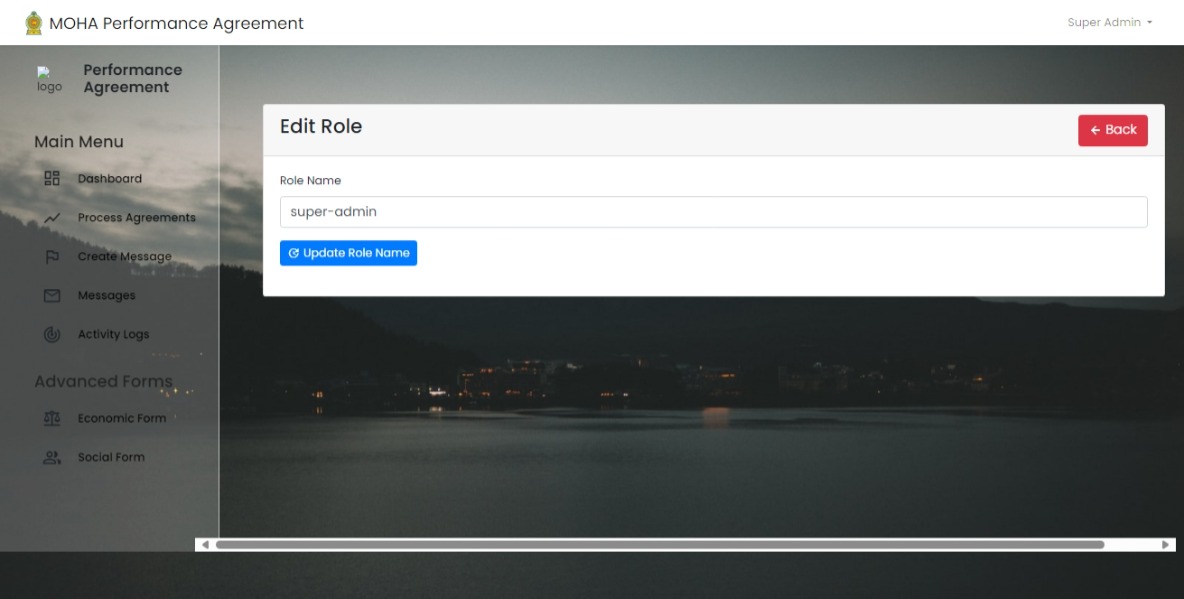 MOHA Performance Agreement
Super Admin
logo
Performance
Agreement
Main Menu
Dashboard
Process Agreements
Create Message
Messages
Activity Logs
Advanced Forms
Economic Form
Social Form
Edit Role
Back
Role Name
super-admin
Update Role Name